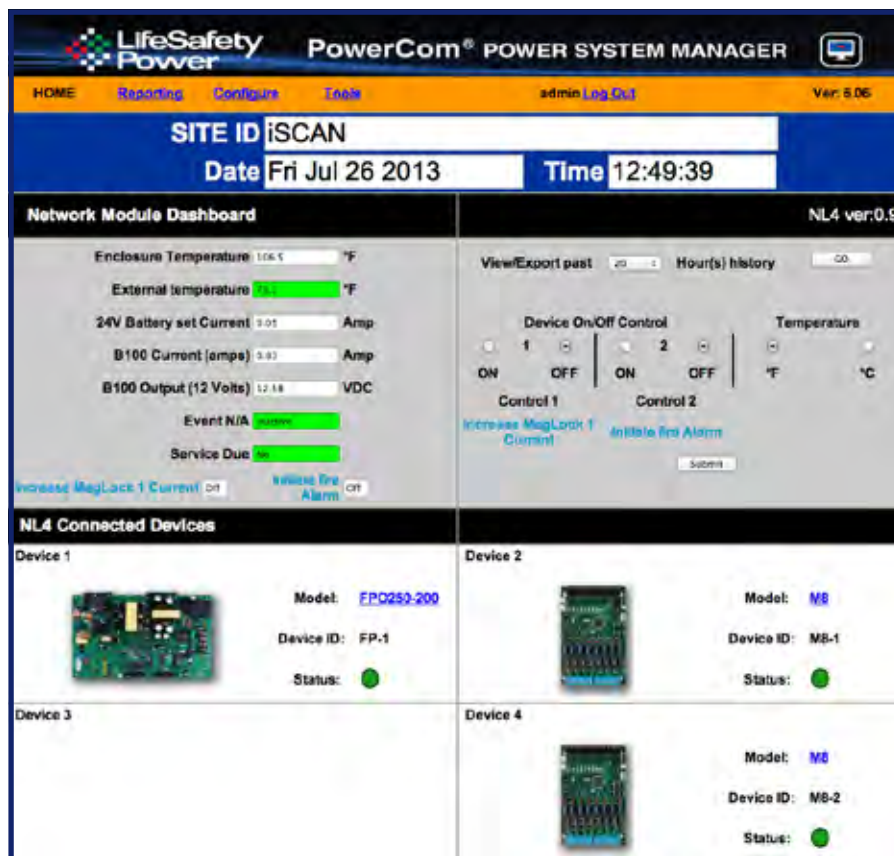 LifeSafety Power
PowerCom® POWER SYSTEM MANAGER
HOME Reporting Configure Tools admin Log Out Ver: 6.06
SITE ID iSCAN
Date Fri Jul 26 2013 Time 12:49:39
Network Module Dashboard
NL4 ver:0.9
Enclosure Temperature 106.5 °F
External temperature °F
24V Battery set Current Amp
B100 Current (amps) Amp
B100 Output (12 Volts) VDC
Event N/A
Service Due No
Increase MagLock 1 Current Off
Initiate fire Alarm Off
View/Export past 20 Hour(s) history GO
Device On/Off Control
Temperature
1 2
ON OFF ON OFF °F °C
Control 1 Control 2
Increase MagLock 1 Current
Initiate fire Alarm
Submit
NL4 Connected Devices
Device 1
Model: FPO250-200
Device ID: FP-1
Status:
Device 2
Model: M8
Device ID: M8-1
Status:
Device 3
Device 4
Model: M8
Device ID: M8-2
Status: